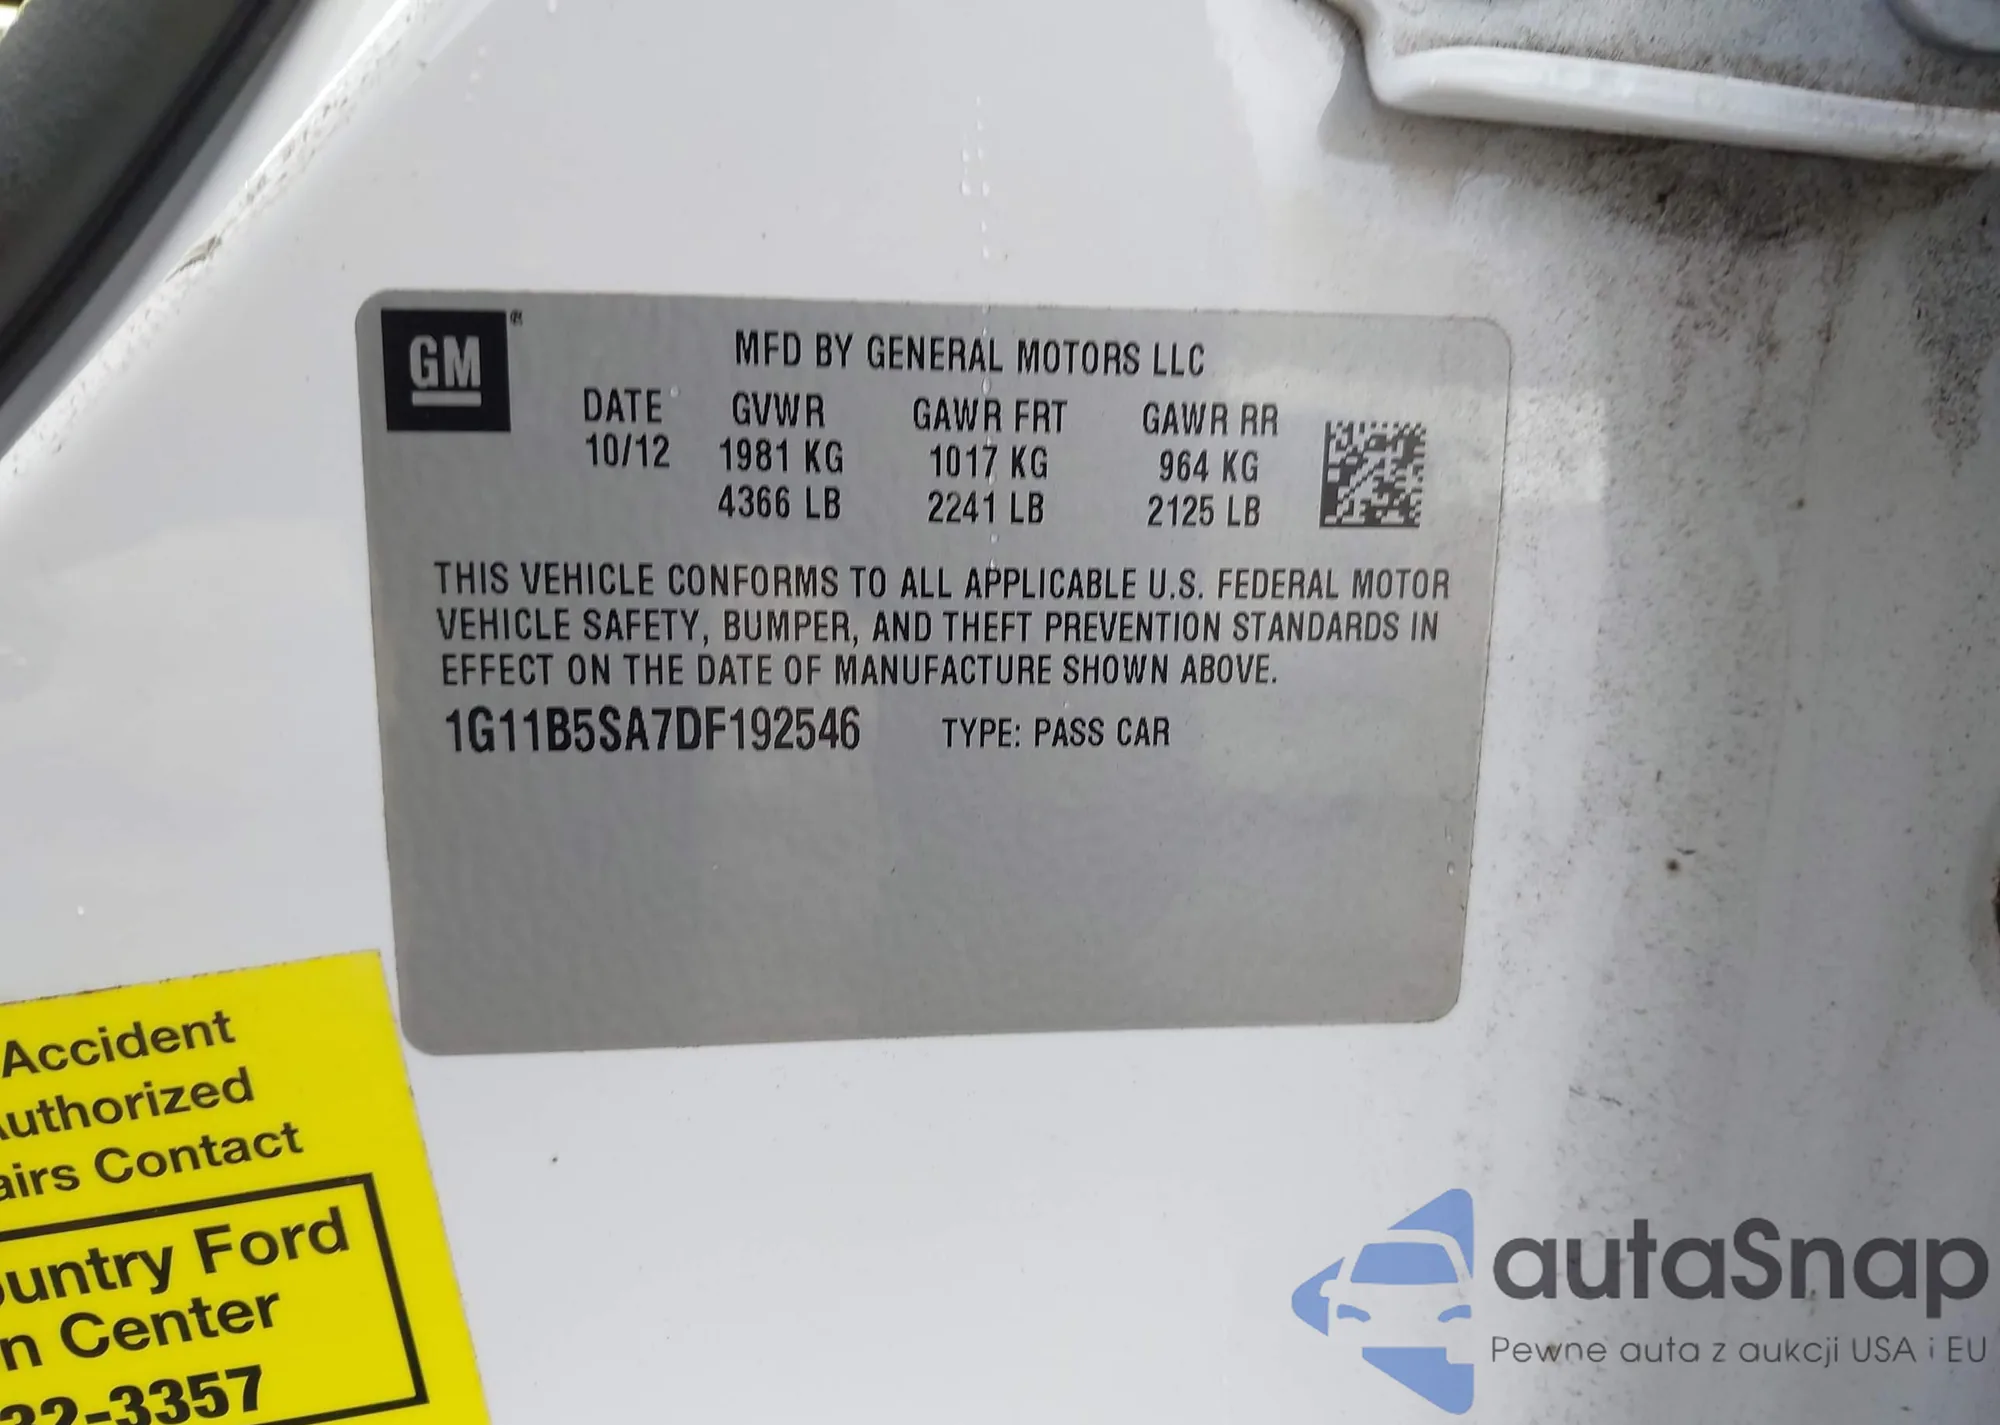 GM
MFD BY GENERAL MOTORS LLC
DATE GVWR GAWR FRT GAWR RR
10/12 1981 KG 1017 KG 964 KG
4366 LB 2241 LB 2125 LB
THIS VEHICLE CONFORMS TO ALL APPLICABLE U.S. FEDERAL MOTOR
VEHICLE SAFETY, BUMPER, AND THEFT PREVENTION STANDARDS IN
EFFECT ON THE DATE OF MANUFACTURE SHOWN ABOVE.
1G11B5SA7DF192546 TYPE: PASS CAR
Accident
uthorized
airs Contact
ountry Ford
n Center
32-3357
autaSnap
Pewne auta z aukcji USA i EU